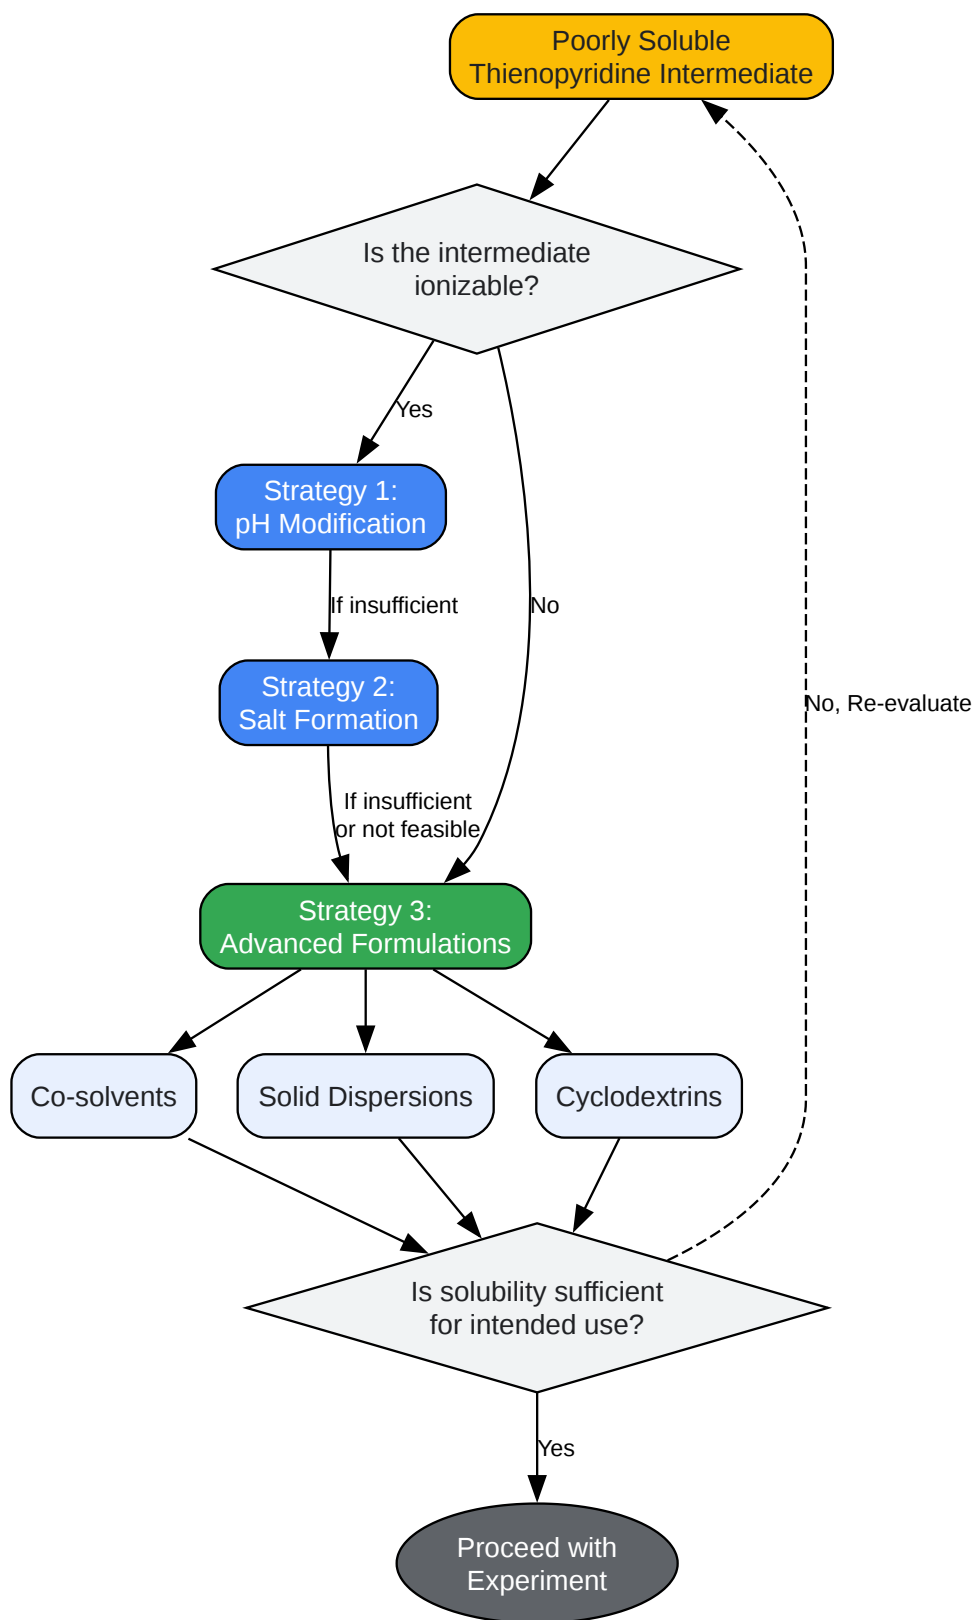 Poorly Soluble
Thienopyridine Intermediate
Is the intermediate
ionizable?
Yes
Strategy 1:
pH Modification
If insufficient
No
Strategy 2:
Salt Formation
No, Re-evaluate
If insufficient
or not feasible
Strategy 3:
Advanced Formulations
Co-solvents
Solid Dispersions
Cyclodextrins
Is solubility sufficient
for intended use?
Yes
Proceed with
Experiment